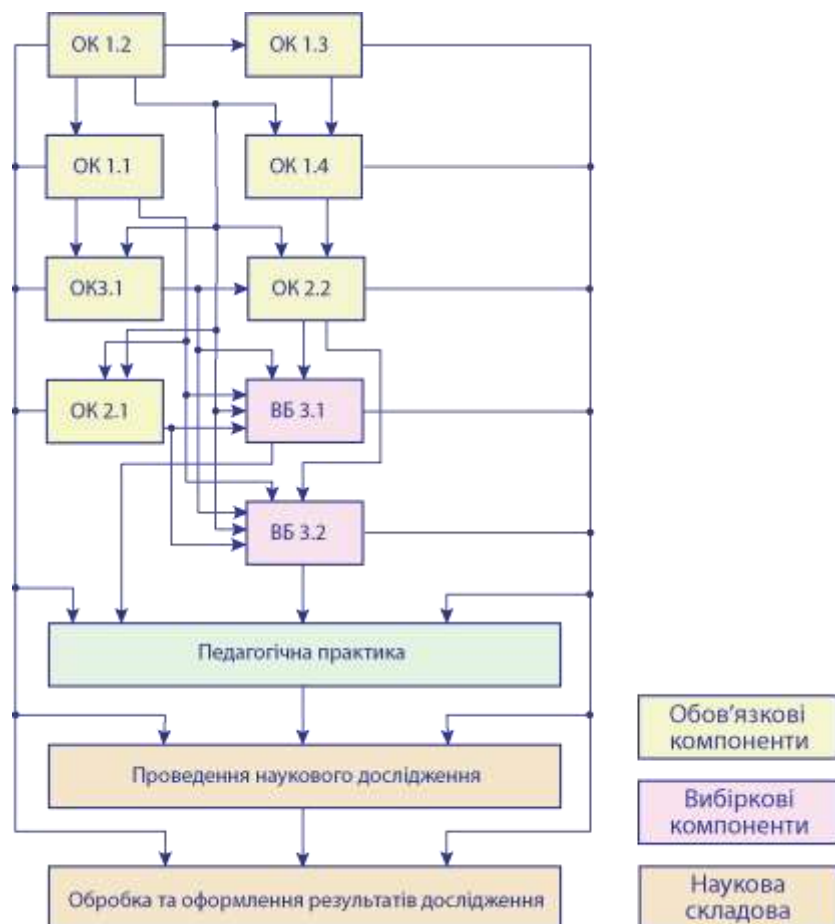 ОК 1.2
ОК 1.3
ОК 1.1
ОК 1.4
ОК3.1
ОК 2.2
ОК 2.1
ВБ 3.1
ВБ 3.2
Педагогічна практика
Проведення наукового дослідження
Обробка та оформлення результатів дослідження
Обов'язкові
компоненти
Вибіркові
компоненти
Наукова
складова